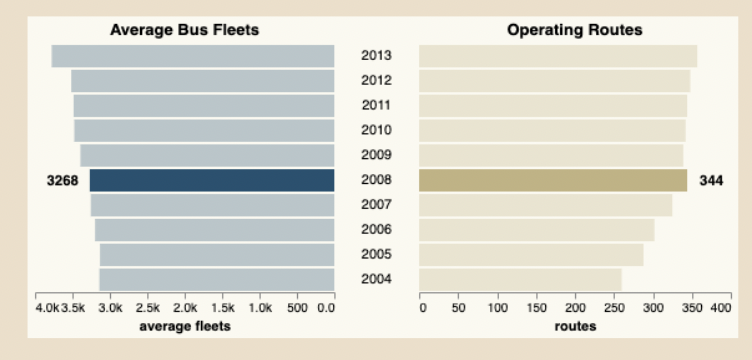 Average Bus Fleets
Operating Routes
2013
2012
2011
2010
2009
3268 2008 344
2007
2006
2005
2004
4.0k 3.5k 3.0k 2.5k 2.0k 1.5k 1.0k 500 0.0
0 50 100 150 200 250 300 350 400
average fleets
routes